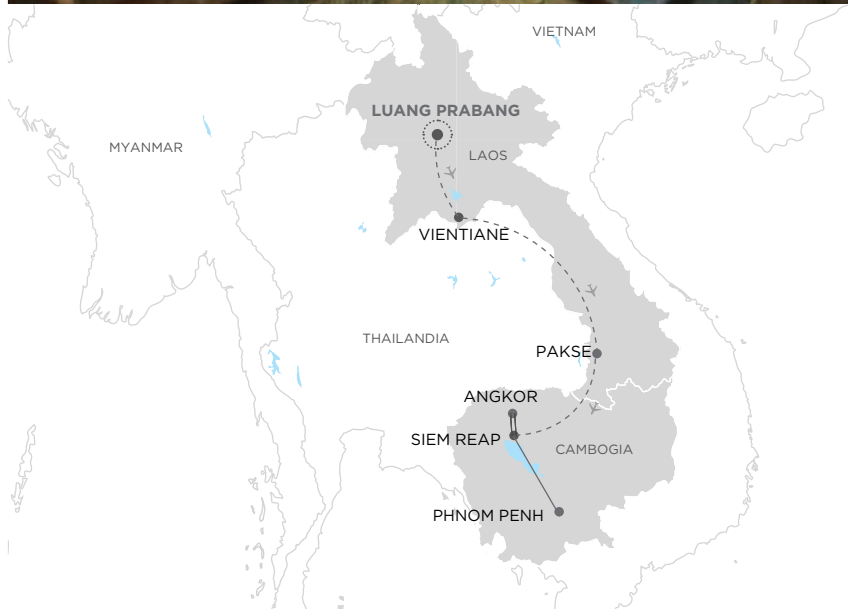 VIETNAM
LUANG PRABANG
MYANMAR
LAOS
VIENTIANE
THAILANDIA
PAKSE
ANGKOR
SIEM REAP
CAMBOGIA
PHNOM PENH